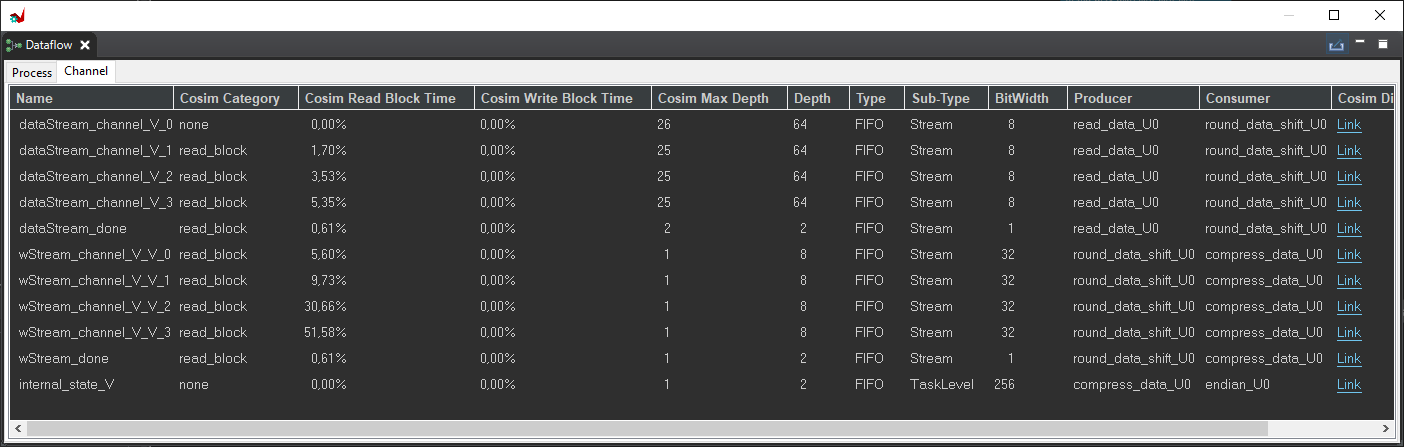 Dataflow
Process Channel
Name Cosim Category Cosim Read Block Time Cosim Write Block Time Cosim Max Depth Depth Type Sub-Type BitWidth Producer Consumer Cosim Di
dataStream_channel_V_0 none 0,00% 0,00% 26 64 FIFO Stream 8 read_data_U0 round_data_shift_U0 Link
dataStream_channel_V_1 read_block 1,70% 0,00% 25 64 FIFO Stream 8 read_data_U0 round_data_shift_U0 Link
dataStream_channel_V_2 read_block 3,53% 0,00% 25 64 FIFO Stream 8 read_data_U0 round_data_shift_U0 Link
dataStream_channel_V_3 read_block 5,35% 0,00% 25 64 FIFO Stream 8 read_data_U0 round_data_shift_U0 Link
dataStream_done read_block 0,61% 0,00% 2 2 FIFO Stream 1 read_data_U0 round_data_shift_U0 Link
wStream_channel_V_V_0 read_block 5,60% 0,00% 1 8 FIFO Stream 32 round_data_shift_U0 compress_data_U0 Link
wStream_channel_V_V_1 read_block 9,73% 0,00% 1 8 FIFO Stream 32 round_data_shift_U0 compress_data_U0 Link
wStream_channel_V_V_2 read_block 30,66% 0,00% 1 8 FIFO Stream 32 round_data_shift_U0 compress_data_U0 Link
wStream_channel_V_V_3 read_block 51,58% 0,00% 1 8 FIFO Stream 32 round_data_shift_U0 compress_data_U0 Link
wStream_done read_block 0,61% 0,00% 1 2 FIFO Stream 1 round_data_shift_U0 compress_data_U0 Link
internal_state_V none 0,00% 0,00% 1 2 FIFO TaskLevel 256 compress_data_U0 endian_U0 Link